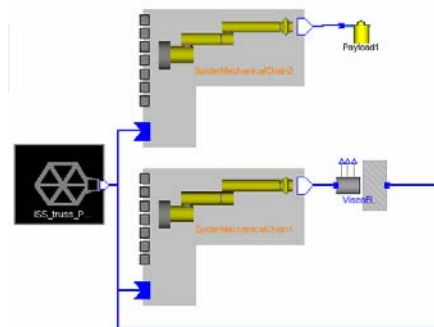 SpiderMechanicalChain2
Payload1
ISS_truss_P...
SpiderMechanicalChain1
ViscoEl...